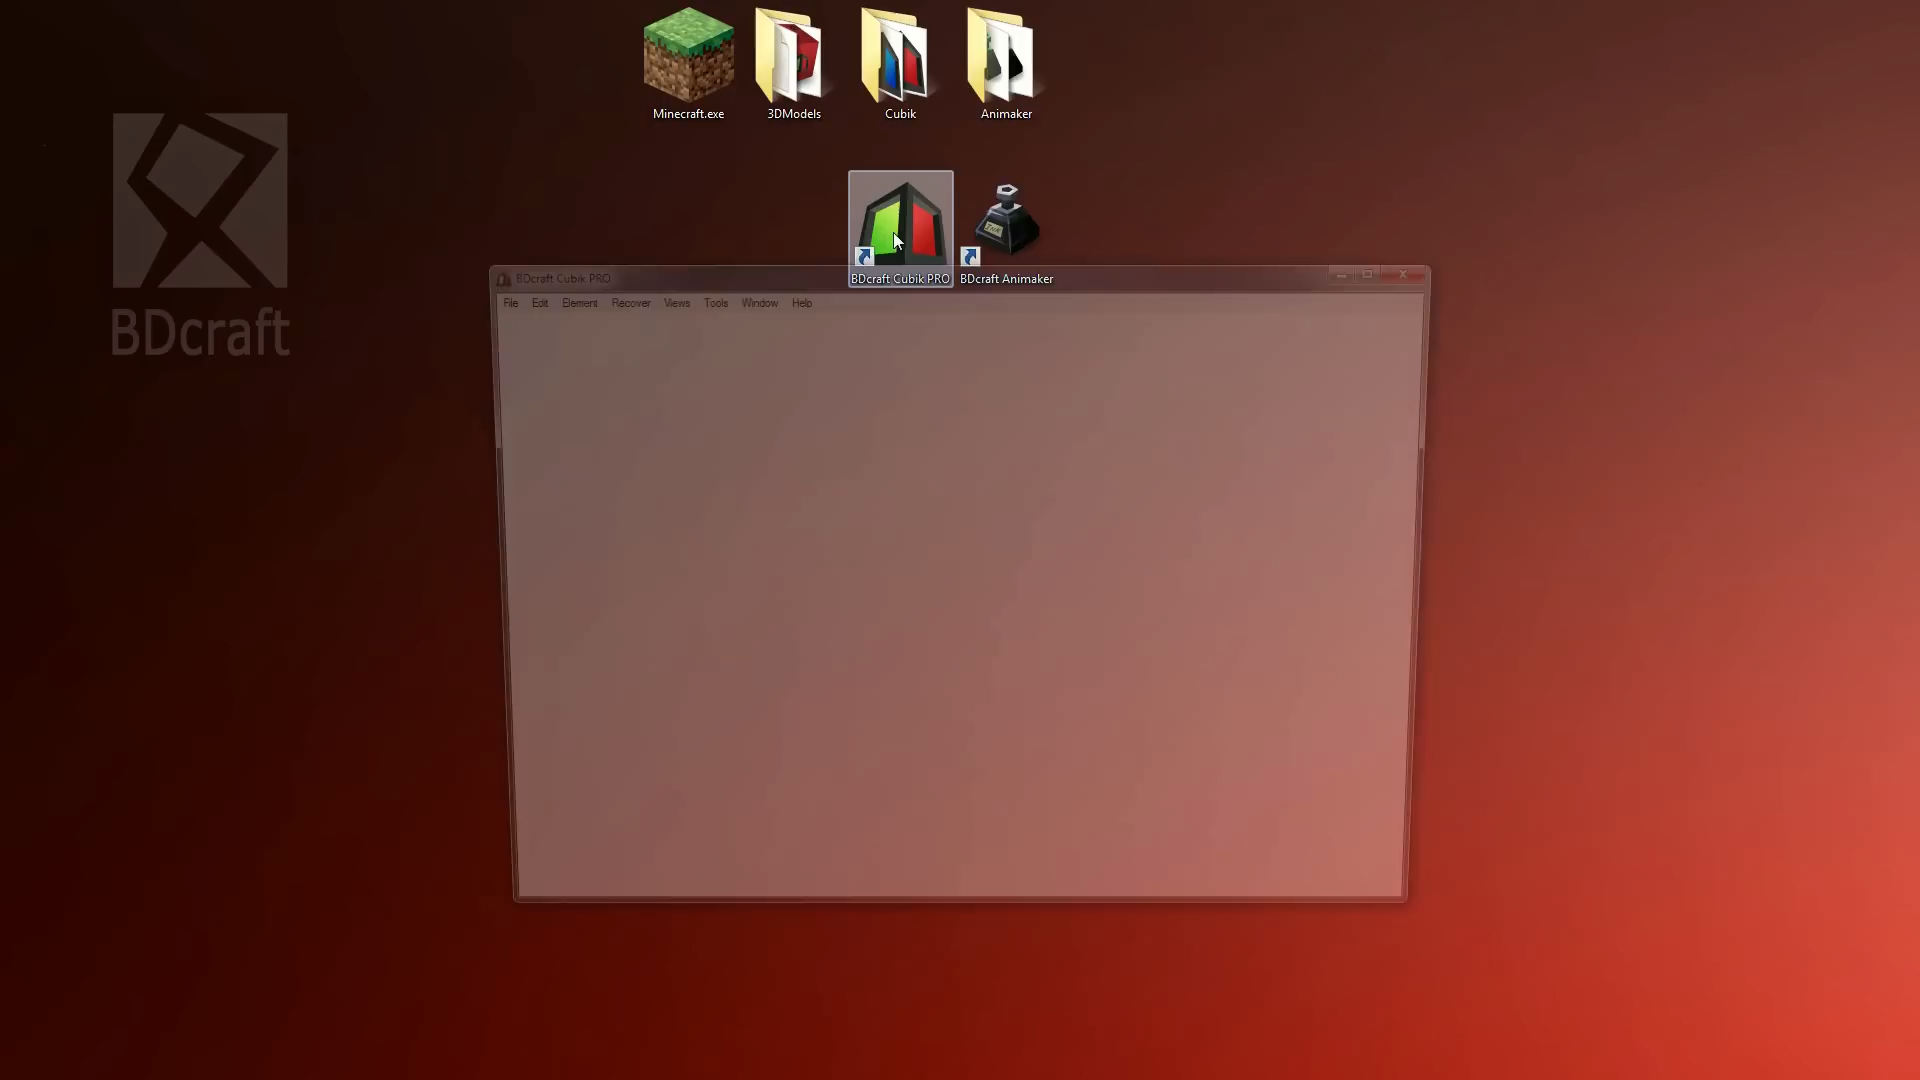 Minecraft.exe
3DModels
Cubik
Animaker
BDcraft
INK
BDcraft Cubik PRO
BDcraft Animaker
BDcraft Cubik PRO
File Edit Element Recover Views Tools Window Help